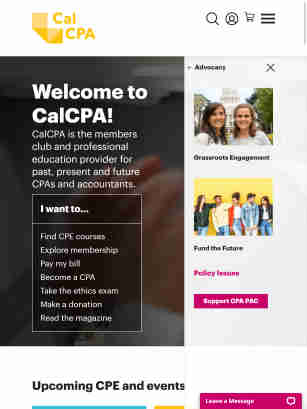 Cal
CPA
Advocacy
Welcome to
CalCPA!
CalCPA is the members
club and professional
education provider for
past, present and future
CPAs and accountants.
I want to...
Find CPE courses
Explore membership
Pay my bill
Become a CPA
Take the ethics exam
Make a donation
Read the magazine
Grassroots Engagement
Fund the Future
Policy Issues
Support CPA PAC
Upcoming CPE and events
Leave a Message